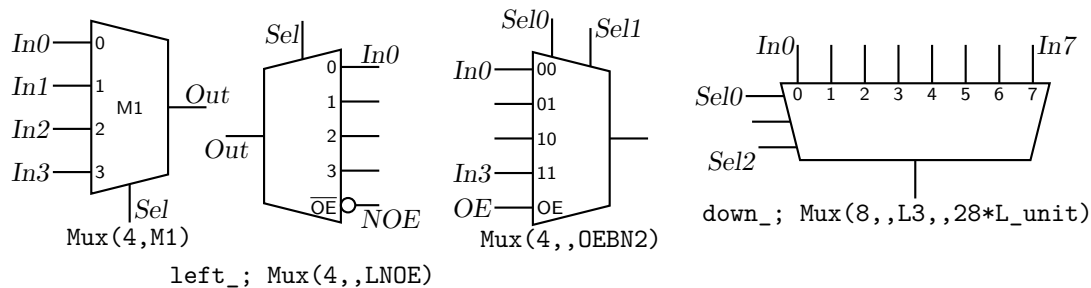 In0
0
In1
1
In2
2
In3
3
M1
Out
Sel
Mux(4,M1)
Sel
0
In0
1
2
3
OE
NOE
Out
left_; Mux(4,,LNOE)
Sel0
Sel1
In0
00
01
10
In3
11
OE
OE
Mux(4,,OEBN2)
In0
In7
0 1 2 3 4 5 6 7
Sel0
Sel2
down_; Mux(8,,L3,,28*L_unit)